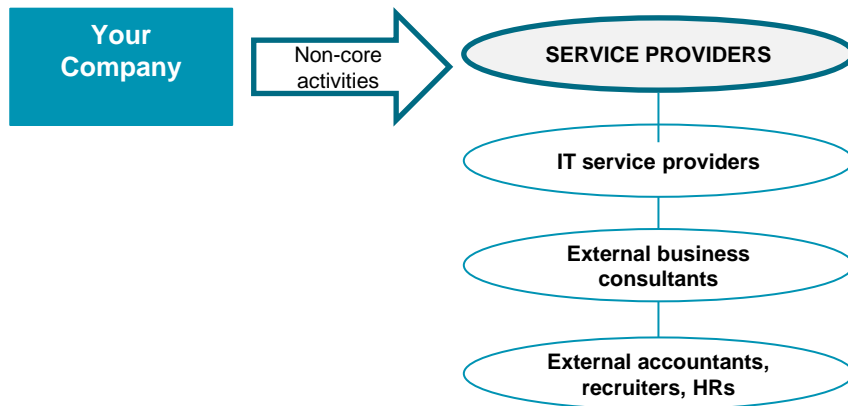 Your
Company
Non-core
activities
SERVICE PROVIDERS
IT service providers
External business
consultants
External accountants,
recruiters, HRs